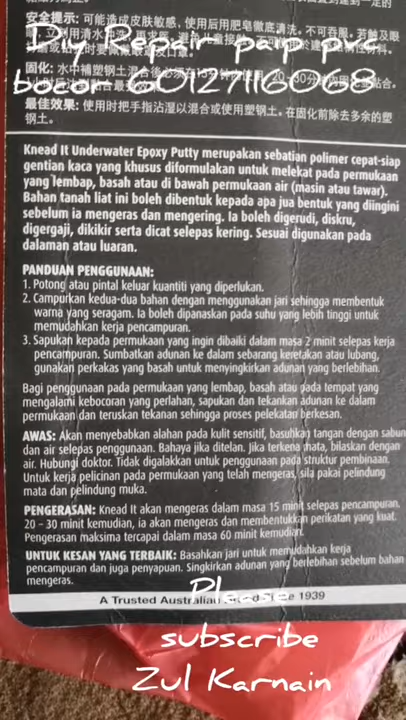 安全提示: 可能造成皮肤敏感, 使用后用肥皂徹底清洗。不可吞服。若触及眼
Diy Repair paip pvc
bocor 601271116068
最佳效果: 使用时把手指沾湿以混合或使用塑钢土。在固化前除去多余的塑
钢土。
Knead It Underwater Epoxy Putty merupakan sebatian polimer cepat-siap
gentian kaca yang khusus diformulakan untuk melekat pada permukaan
yang lembap, basah atau di bawah permukaan air (masin atau tawar).
Bahan tanah liat ini boleh dibentuk kepada apa jua bentuk yang diingini
sebelum ia mengeras dan mengering. Ia boleh digerudi, diskru,
digergaji, dikikir serta dicat selepas kering. Sesuai digunakan pada
dalaman atau luaran.
PANDUAN PENGGUNAAN:
1. Potong atau pintal keluar kuantiti yang diperlukan.
2. Campurkan kedua-dua bahan dengan menggunakan jari sehingga membentuk
warna yang seragam. Ia boleh dipanaskan pada suhu yang lebih tinggi untuk
memudahkan kerja pencampuran.
3. Sapukan kepada permukaan yang ingin dibaiki dalam masa 2 minit selepas kerja
pencampuran. Sumbatkan adunan ke dalam sebarang keretakan atau lubang,
gunakan perkakas yang basah untuk menyingkirkan adunan yang berlebihan.
Bagi penggunaan pada permukaan yang lembap, basah atau pada tempat yang
mengalami kebocoran yang perlahan, sapukan dan tekankan adunan ke dalam
permukaan dan teruskan tekanan sehingga proses pelekatan berkesan.
AWAS: Akan menyebabkan alahan pada kulit sensitif, basuhkan tangan dengan sabun
dan air selepas penggunaan. Bahaya jika ditelan. Jika terkena mata, bilaskan dengan
air. Hubungi doktor. Tidak digalakkan untuk penggunaan pada struktur pembinaan.
Untuk kerja pelicinan pada permukaan yang telah mengeras, sila pakai pelindung
mata dan pelindung muka.
PENGERASAN: Knead It akan mengeras dalam masa 15 minit selepas pencampuran.
20 - 30 minit kemudian, ia akan mengeras dan membentukkan perikatan yang kuat.
Pengerasan maksima tercapai dalam masa 60 minit kemudian.
UNTUK KESAN YANG TERBAIK: Basahkan jari untuk memudahkan kerja
pencampuran dan juga penyapuan. Singkirkan adunan yang berlebihan sebelum bahan
mengeras.
A Trusted Australian 1939
Please
subscribe
Zul Karnain